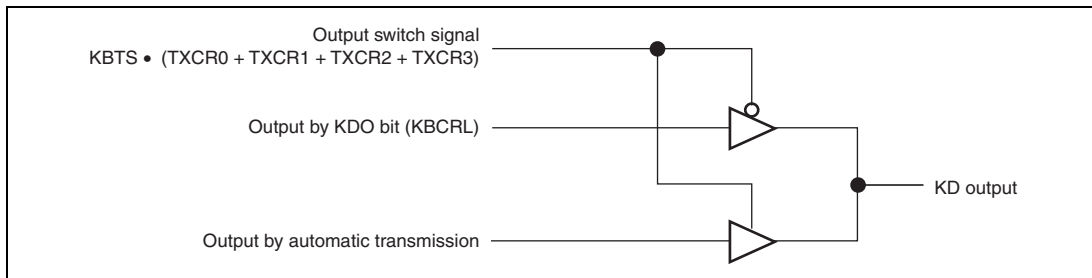 Output switch signal
KBTS • (TXCR0 + TXCR1 + TXCR2 + TXCR3)
Output by KDO bit (KBCRL)
KD output
Output by automatic transmission